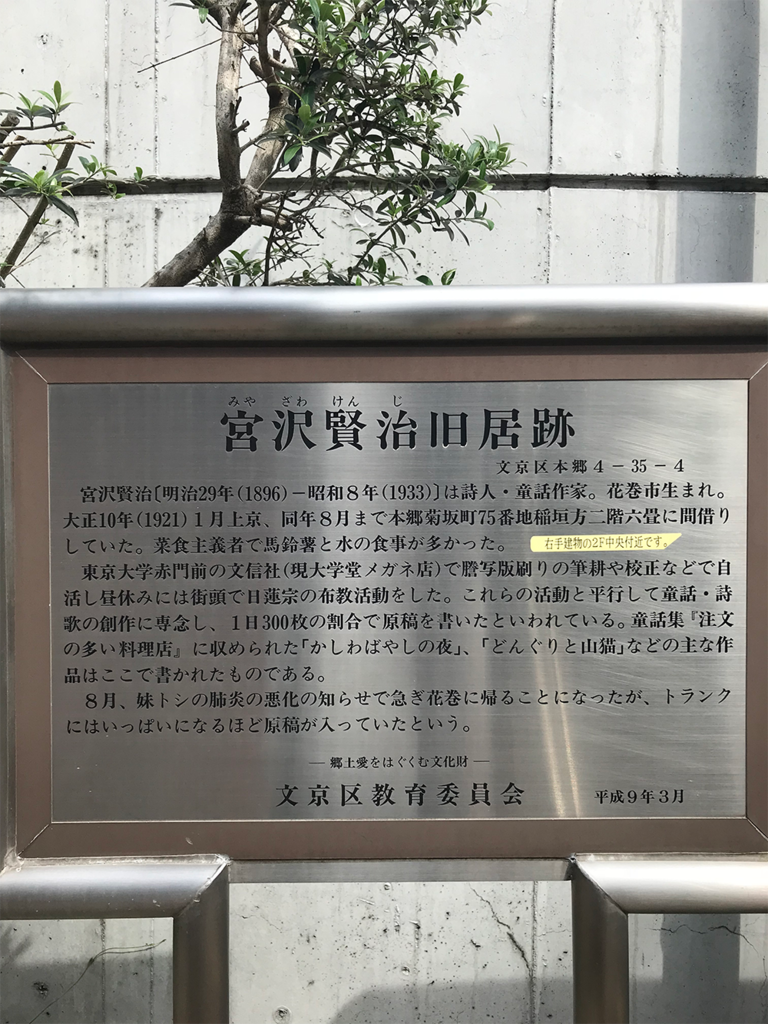 みや ざわ けん じ
宮沢賢治旧居跡
文京区本郷4-35-4
宮沢賢治〔明治29年(1896)-昭和8年(1933)〕は詩人・童話作家。花巻市生まれ。
大正10年(1921)1月上京、同年8月まで本郷菊坂町75番地稲垣方二階六畳に間借り
していた。菜食主義者で馬鈴薯と水の食事が多かった。
右手建物の2F中央付近です。
東京大学赤門前の文信社(現大学堂メガネ店)で謄写版刷りの筆耕や校正などで自
活し昼休みには街頭で日蓮宗の布教活動をした。これらの活動と平行して童話・詩
歌の創作に専念し、1日300枚の割合で原稿を書いたといわれている。童話集『注文
の多い料理店』に収められた「かしわばやしの夜」、「どんぐりと山猫」などの主な作
品はここで書かれたものである。
8月、妹トシの肺炎の悪化の知らせで急ぎ花巻に帰ることになったが、トランク
にはいっぱいになるほど原稿が入っていたという。
―郷土愛をはぐくむ文化財―
文京区教育委員会 平成9年3月